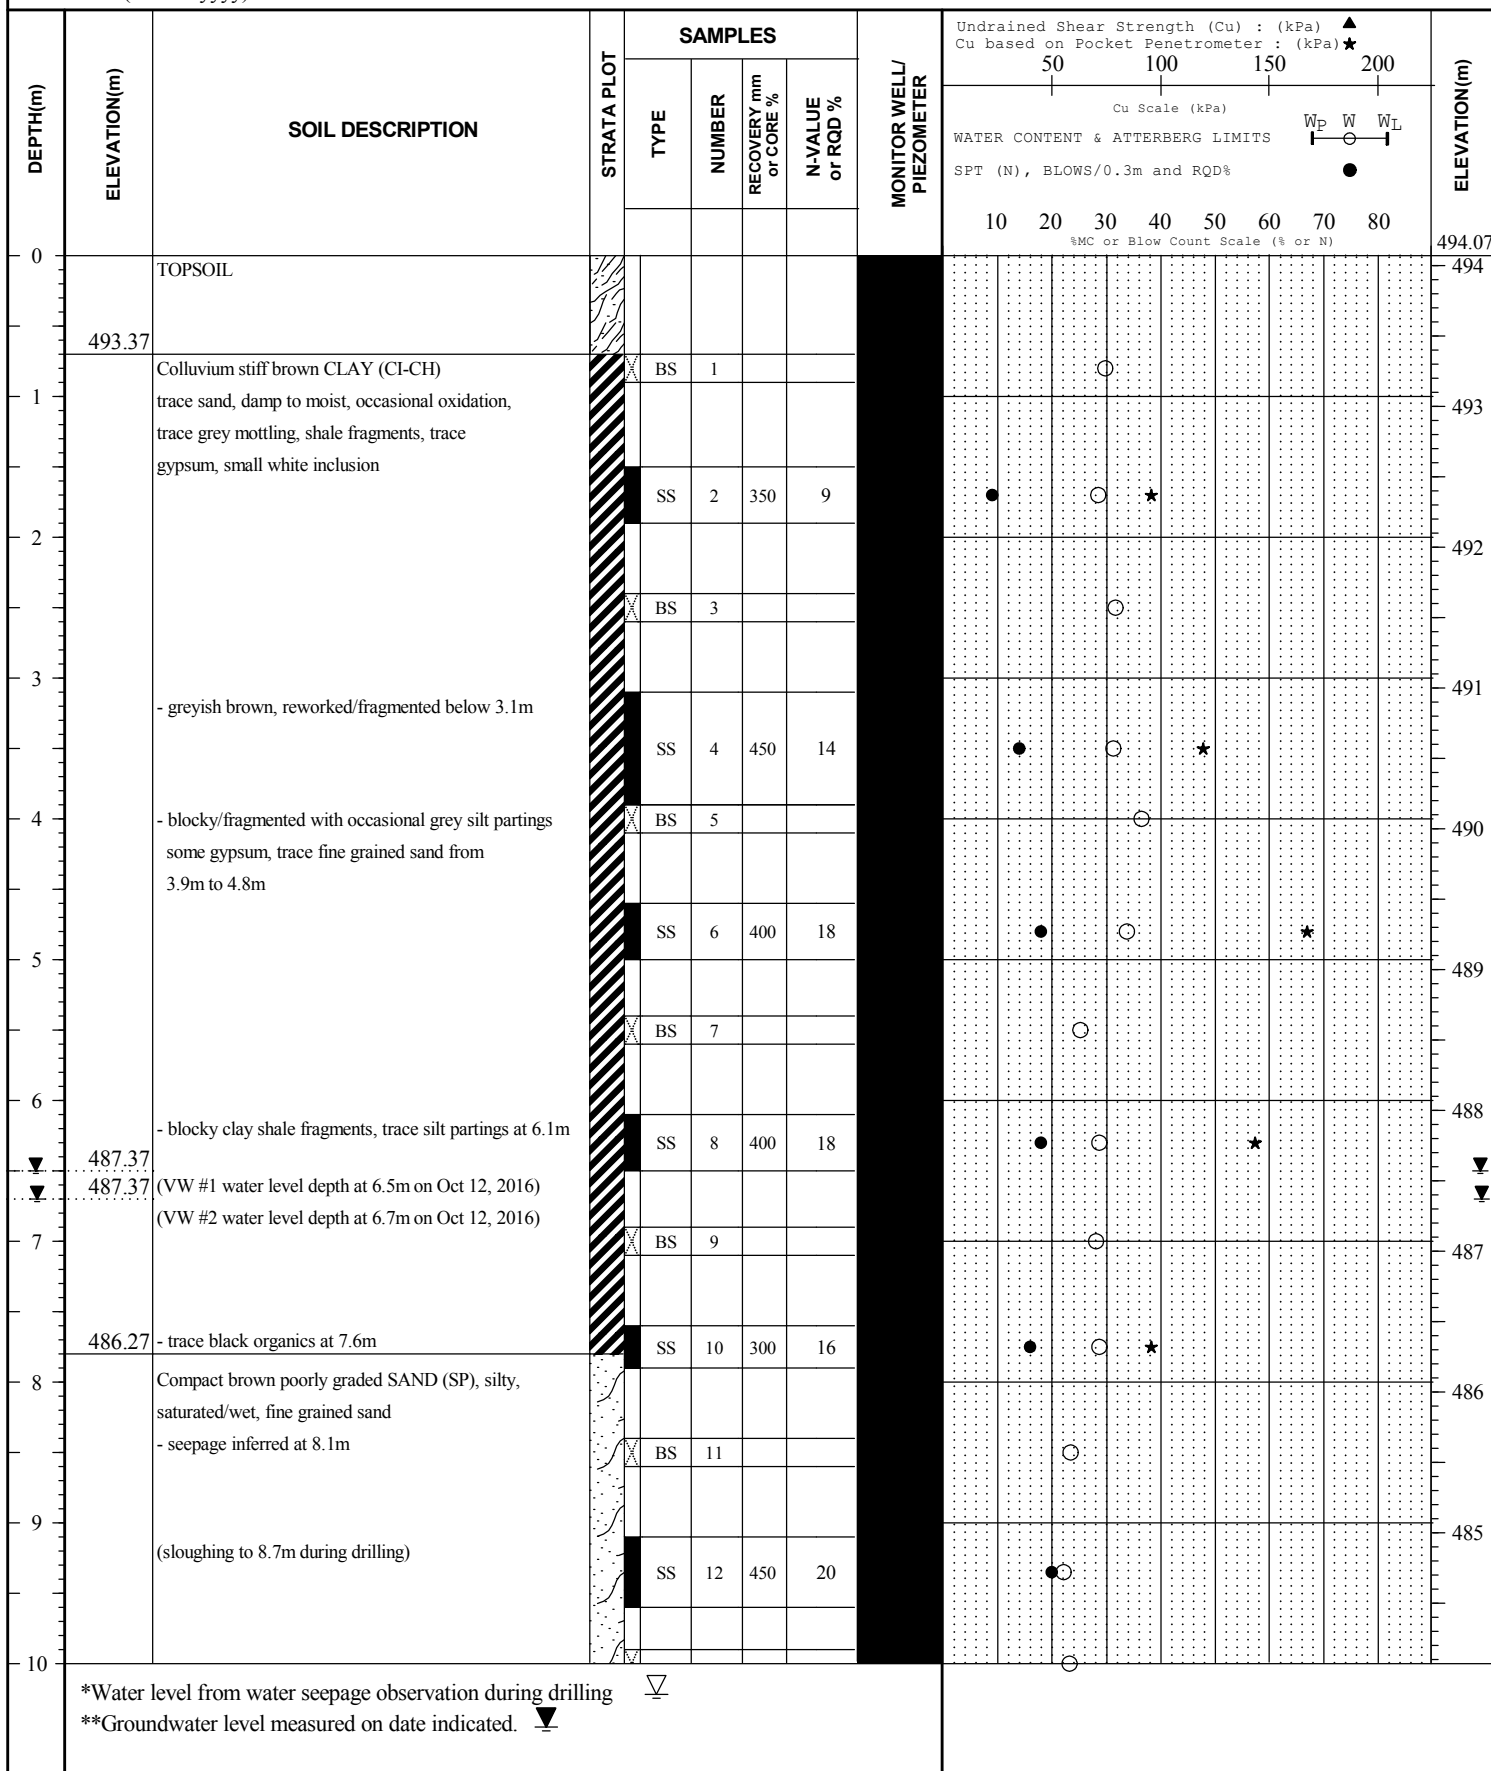 SAMPLES
DEPTH(m)
ELEVATION(m)
SOIL DESCRIPTION
STRATA PLOT
TYPE
NUMBER
RECOVERY mm
or CORE %
N-VALUE
or RQD %
MONITOR WELL/
PIEZOMETER
Undrained Shear Strength (Cu) : (kPa)
Cu based on Pocket Penetrometer : (kPa)
50 100 150 200
Cu Scale (kPa)
WATER CONTENT & ATTERBERG LIMITS
WP W WL
SPT (N), BLOWS/0.3m and RQD%
10 20 30 40 50 60 70 80
%MC or Blow Count Scale (% or N)
ELEVATION(m)
494.07
0
TOPSOIL
494
493.37
Colluvium stiff brown CLAY (CI-CH)
BS 1
1
trace sand, damp to moist, occasional oxidation,
493
trace grey mottling, shale fragments, trace
gypsum, small white inclusion
SS 2 350 9
2
492
BS 3
3
491
- greyish brown, reworked/fragmented below 3.1m
SS 4 450 14
4
- blocky/fragmented with occasional grey silt partings
BS 5
490
some gypsum, trace fine grained sand from
3.9m to 4.8m
SS 6 400 18
5
489
BS 7
6
488
- blocky clay shale fragments, trace silt partings at 6.1m
SS 8 400 18
487.37
487.37 (VW #1 water level depth at 6.5m on Oct 12, 2016)
(VW #2 water level depth at 6.7m on Oct 12, 2016)
7
BS 9
487
486.27 - trace black organics at 7.6m
SS 10 300 16
8
Compact brown poorly graded SAND (SP), silty,
486
saturated/wet, fine grained sand
- seepage inferred at 8.1m
BS 11
9
485
(sloughing to 8.7m during drilling)
SS 12 450 20
10
*Water level from water seepage observation during drilling
**Groundwater level measured on date indicated.